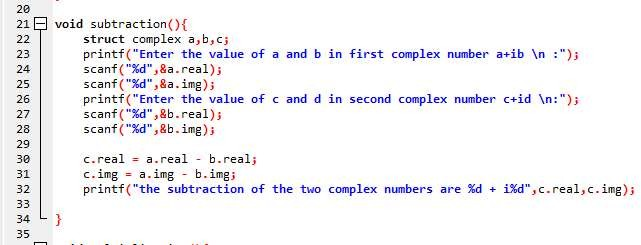 20
21 void subtraction(){
22 struct complex a,b,c;
23 printf("Enter the value of a and b in first complex number a+ib \n :");
24 scanf("%d",&a.real);
25 scanf("%d",&a.img);
26 printf("Enter the value of c and d in second complex number c+id \n:");
27 scanf("%d",&b.real);
28 scanf("%d",&b.img);
29
30 c.real = a.real - b.real;
31 c.img = a.img - b.img;
32 printf("the subtraction of the two complex numbers are %d + i%d",c.real,c.img);
33
34 }
35